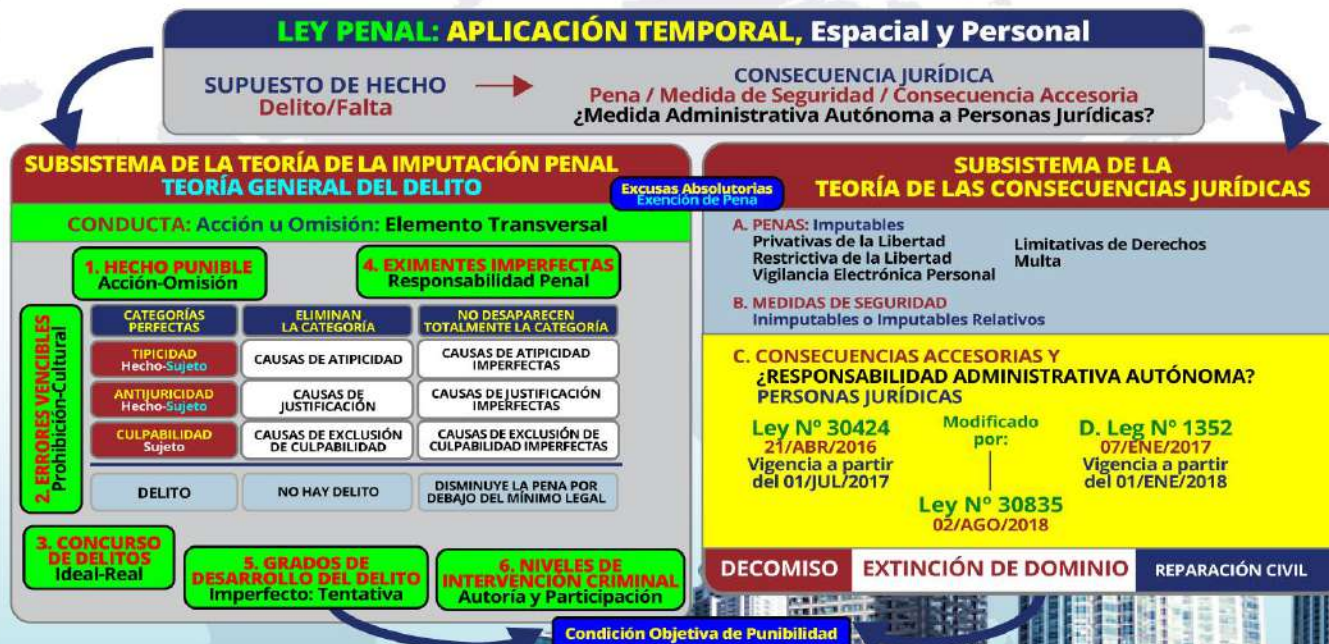 LEY PENAL: APLICACIÓN TEMPORAL, Espacial y Personal
SUPUESTO DE HECHO
Delito/Falta
CONSECUENCIA JURÍDICA
Pena / Medida de Seguridad / Consecuencia Accesoria
¿Medida Administrativa Autónoma a Personas Jurídicas?
SUBSISTEMA DE LA TEORÍA DE LA IMPUTACIÓN PENAL
TEORÍA GENERAL DEL DELITO
Excusas Absolutorias
Exención de Pena
CONDUCTA: Acción u Omisión: Elemento Transversal
1. HECHO PUNIBLE
Acción-Omisión
4. EXIMENTES IMPERFECTAS
Responsabilidad Penal
2. ERRORES VENCIBLES
Prohibición-Cultural
CATEGORÍAS
PERFECTAS
ELIMINAN
LA CATEGORÍA
NO DESAPARECEN
TOTALMENTE LA CATEGORÍA
TIPICIDAD
Hecho-Sujeto
CAUSAS DE ATIPICIDAD
CAUSAS DE ATIPICIDAD
IMPERFECTAS
ANTIJURICIDAD
Hecho-Sujeto
CAUSAS DE
JUSTIFICACIÓN
CAUSAS DE JUSTIFICACIÓN
IMPERFECTAS
CULPABILIDAD
Sujeto
CAUSAS DE EXCLUSIÓN
DE CULPABILIDAD
CAUSAS DE EXCLUSIÓN DE
CULPABILIDAD IMPERFECTAS
DELITO
NO HAY DELITO
DISMINUYE LA PENA POR
DEBAJO DEL MÍNIMO LEGAL
3. CONCURSO
DE DELITOS
Ideal-Real
5. GRADOS DE
DESARROLLO DEL DELITO
Imperfecto: Tentativa
6. NIVELES DE
INTERVENCIÓN CRIMINAL
Autoría y Participación
SUBSISTEMA DE LA
TEORÍA DE LAS CONSECUENCIAS JURÍDICAS
A. PENAS: Imputables
Privativas de la Libertad
Restrictiva de la Libertad
Vigilancia Electrónica Personal
Limitativas de Derechos
Multa
B. MEDIDAS DE SEGURIDAD
Inimputables o Imputables Relativos
C. CONSECUENCIAS ACCESORIAS Y
¿RESPONSABILIDAD ADMINISTRATIVA AUTÓNOMA?
PERSONAS JURÍDICAS
Ley Nº 30424
21/ABR/2016
Vigencia a partir
del 01/JUL/2017
Modificado
por:
D. Leg Nº 1352
07/ENE/2017
Vigencia a partir
del 01/ENE/2018
Ley Nº 30835
02/AGO/2018
DECOMISO
EXTINCIÓN DE DOMINIO
REPARACIÓN CIVIL
Condición Objetiva de Punibilidad